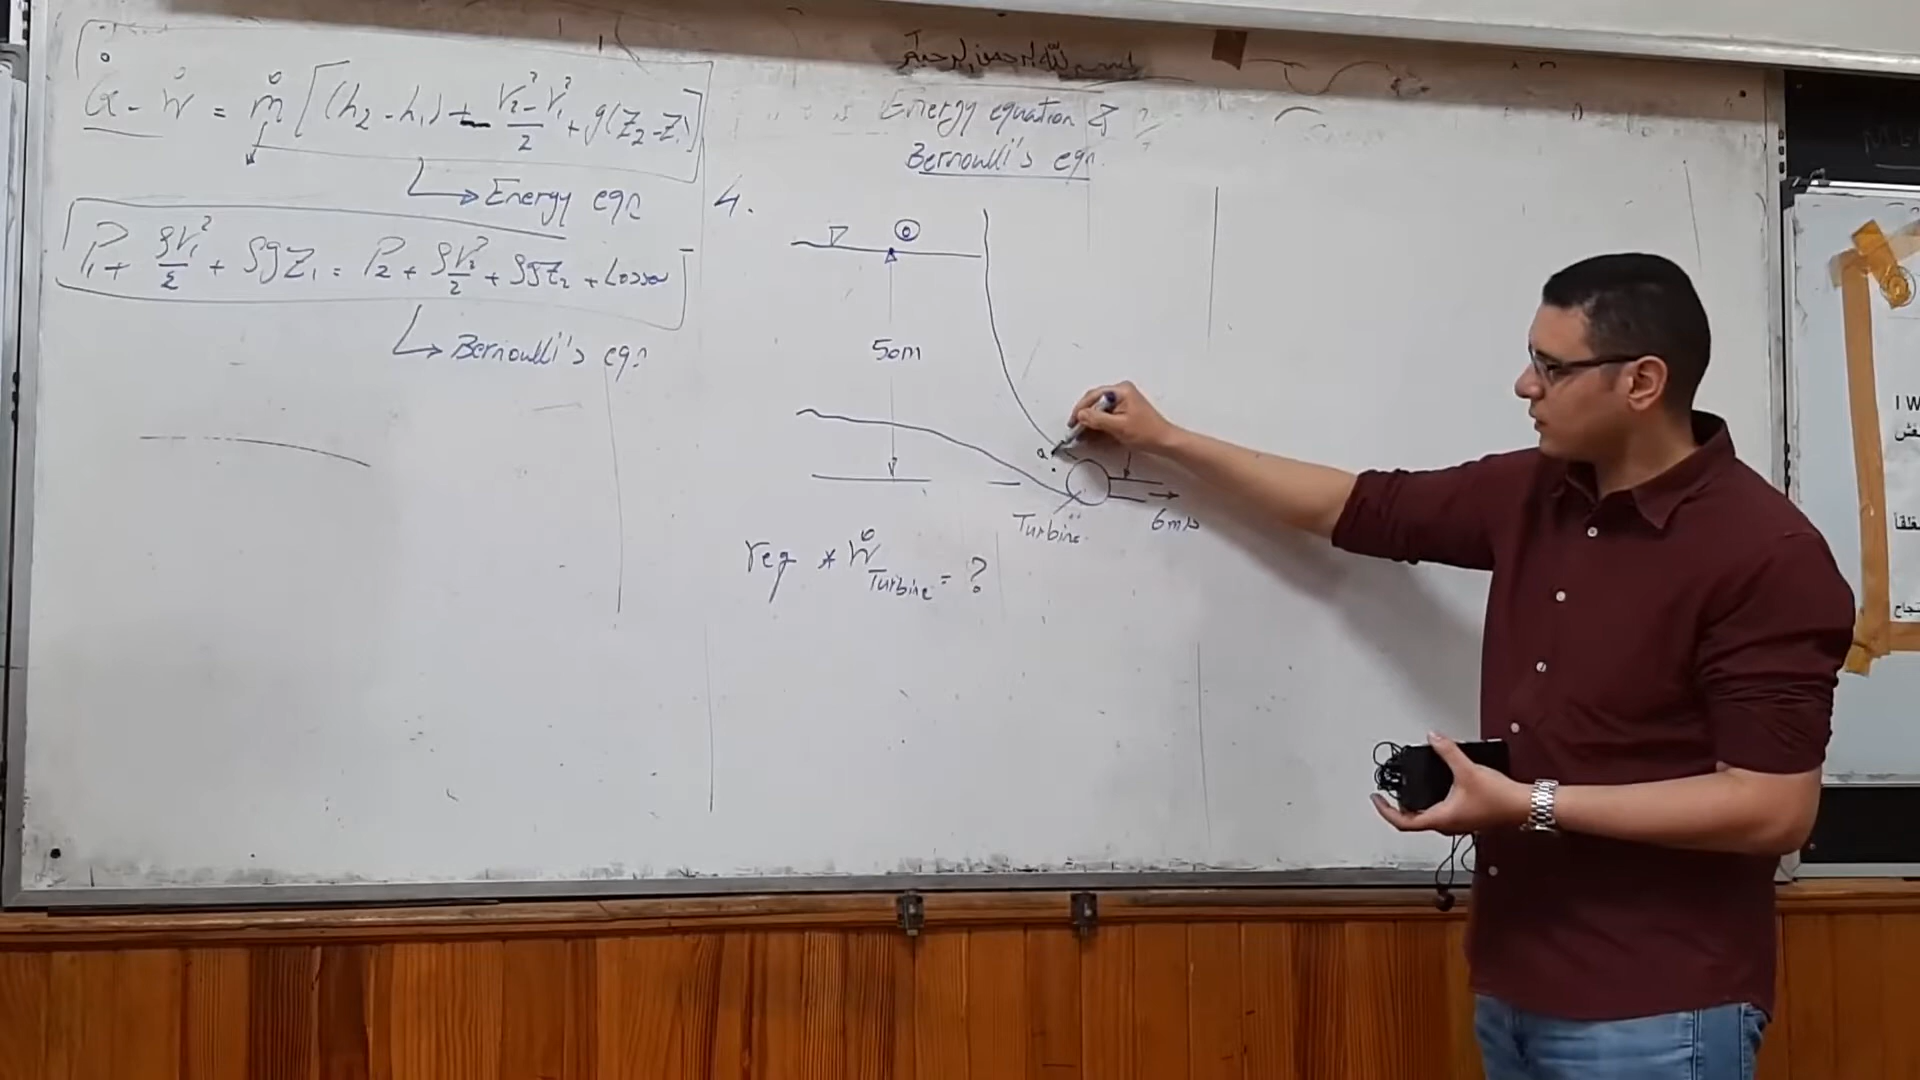 بسم الله الرحمن الرحيم
Energy equation &
Bernoulli's eqn.
Q̇ - Ẇ = ṁ [(h₂ - h₁) + (V₂² - V₁²)/2 + g(Z₂ - Z₁)]
Energy eqn
P₁ + ρV₁²/2 + ρgZ₁ = P₂ + ρV₂²/2 + ρgZ₂ + Losses
Bernoulli's eqn
4.
50m
a
Turbine
6m/s
req * Ẇ Turbine = ?
I W